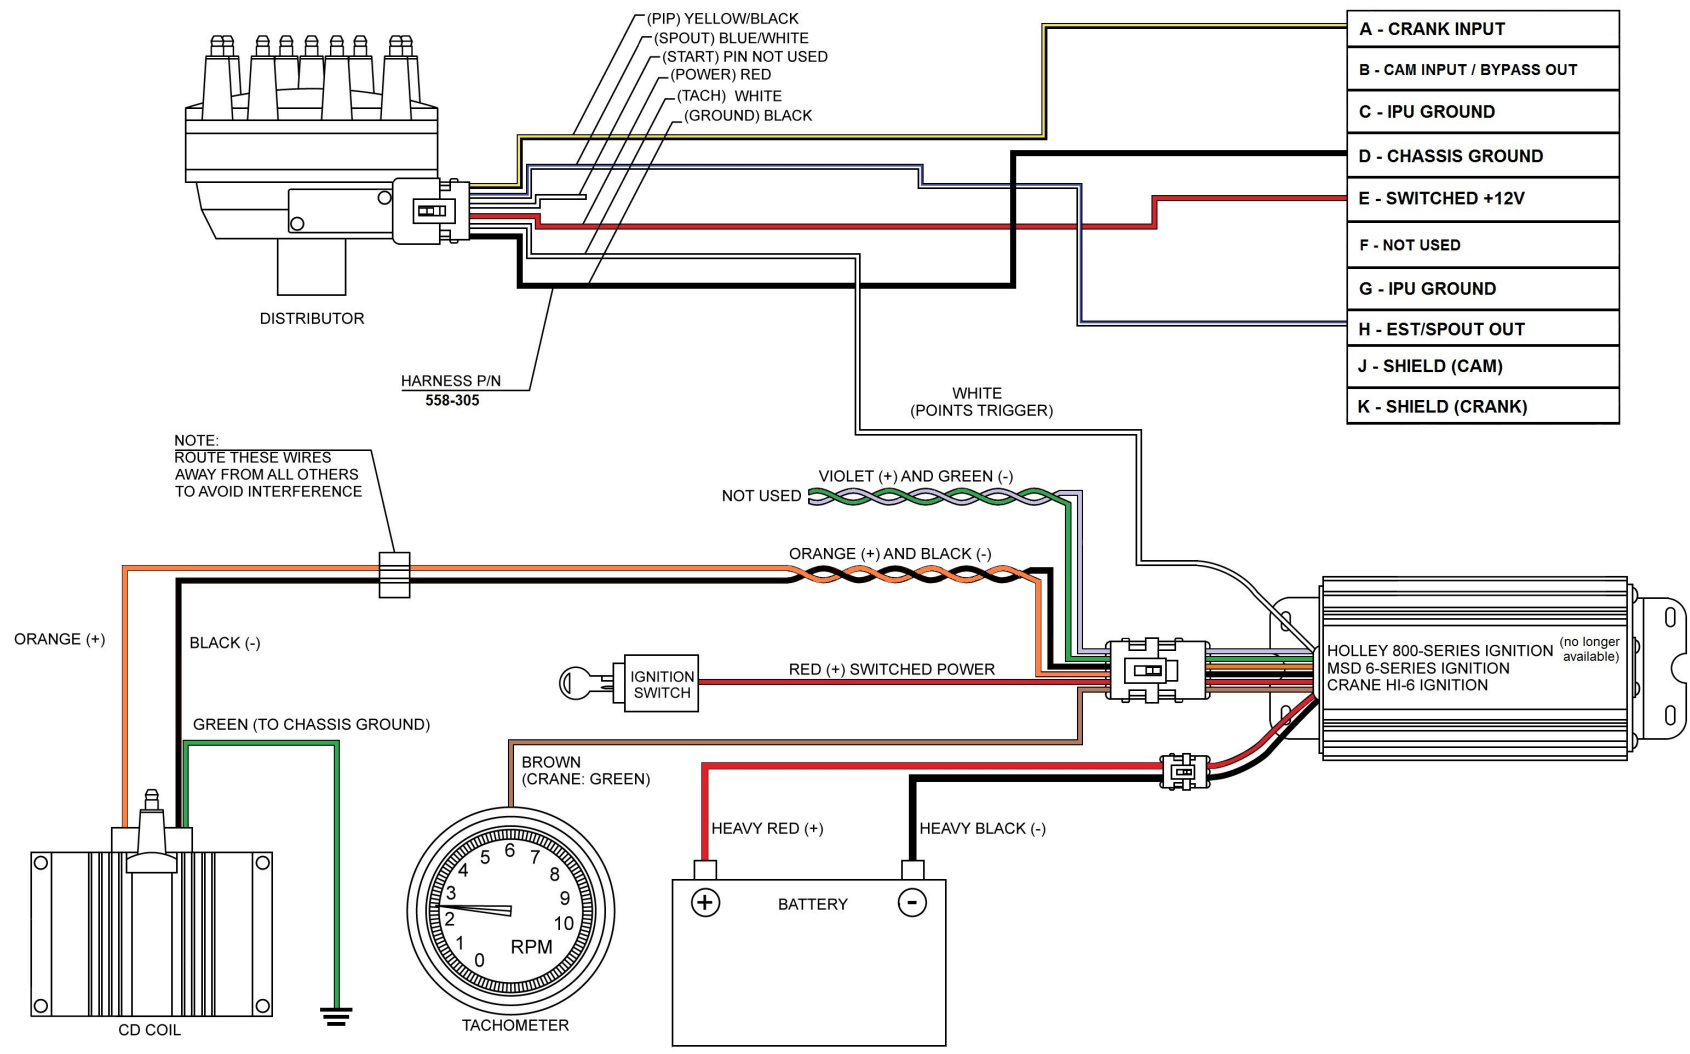 (PIP) YELLOW/BLACK
(SPOUT) BLUE/WHITE
(START) PIN NOT USED
(POWER) RED
(TACH) WHITE
(GROUND) BLACK
A - CRANK INPUT
B - CAM INPUT / BYPASS OUT
C - IPU GROUND
D - CHASSIS GROUND
E - SWITCHED +12V
F - NOT USED
G - IPU GROUND
H - EST/SPOUT OUT
J - SHIELD (CAM)
K - SHIELD (CRANK)
DISTRIBUTOR
HARNESS P/N
558-305
WHITE
(POINTS TRIGGER)
NOTE:
ROUTE THESE WIRES
AWAY FROM ALL OTHERS
TO AVOID INTERFERENCE
VIOLET (+) AND GREEN (-)
NOT USED
ORANGE (+) AND BLACK (-)
ORANGE (+)
BLACK (-)
IGNITION
SWITCH
RED (+) SWITCHED POWER
HOLLEY 800-SERIES IGNITION (no longer
available)
MSD 6-SERIES IGNITION
CRANE HI-6 IGNITION
GREEN (TO CHASSIS GROUND)
BROWN
(CRANE: GREEN)
HEAVY RED (+)
HEAVY BLACK (-)
+
BATTERY
-
0
1
2
3
4
5
6
7
8
9
10
RPM
TACHOMETER
CD COIL